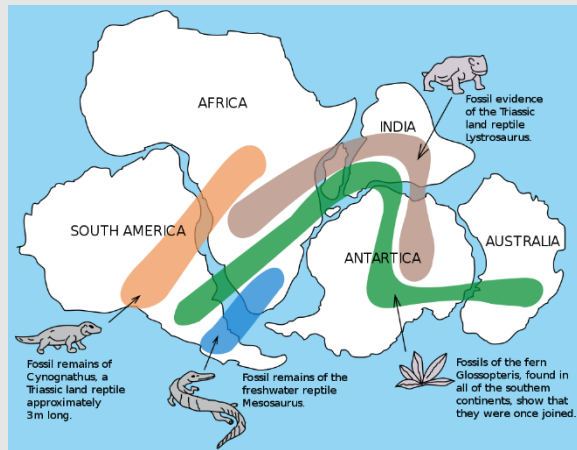 AFRICA
INDIA
SOUTH AMERICA
ANTARTICA
AUSTRALIA
Fossil evidence
of the Triassic
land reptile
Lystrosaurus.
Fossil remains of
Cynognathus, a
Triassic land reptile
approximately
3m long.
Fossil remains of the
freshwater reptile
Mesosaurus.
Fossils of the fern
Glossopteris, found in
all of the southem
continents, show that
they were once joined.